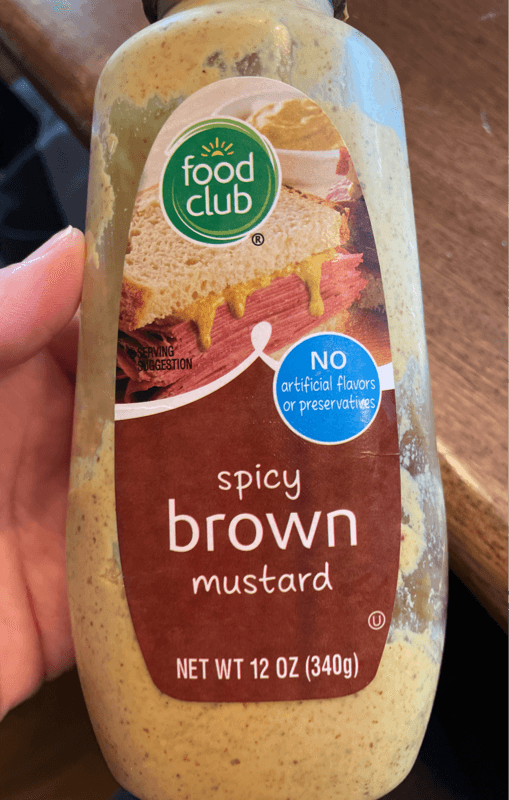 food
club
®
SERVING
SUGGESTION
NO
artificial flavors
or preservatives
spicy
brown
mustard
U
NET WT 12 OZ (340g)